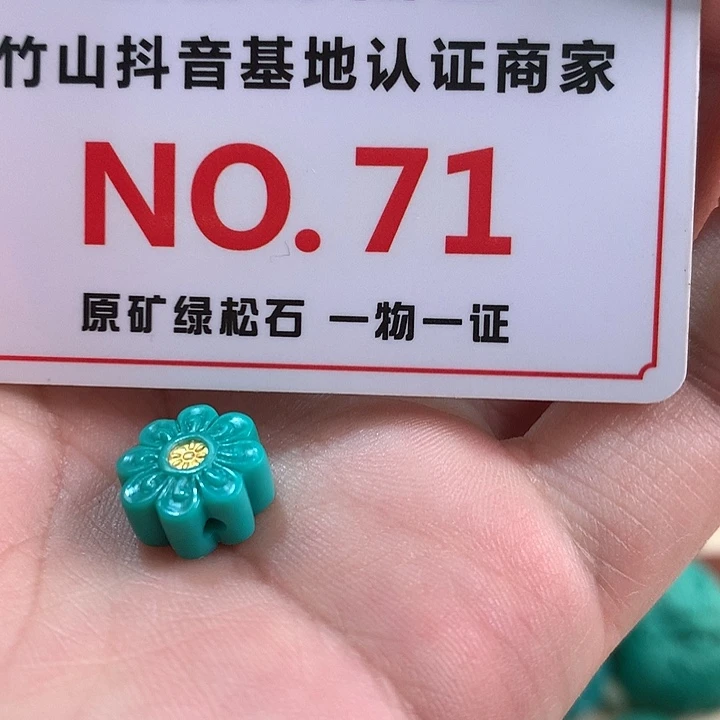 竹山抖音基地认证商家
NO. 71
原矿绿松石 一物一证